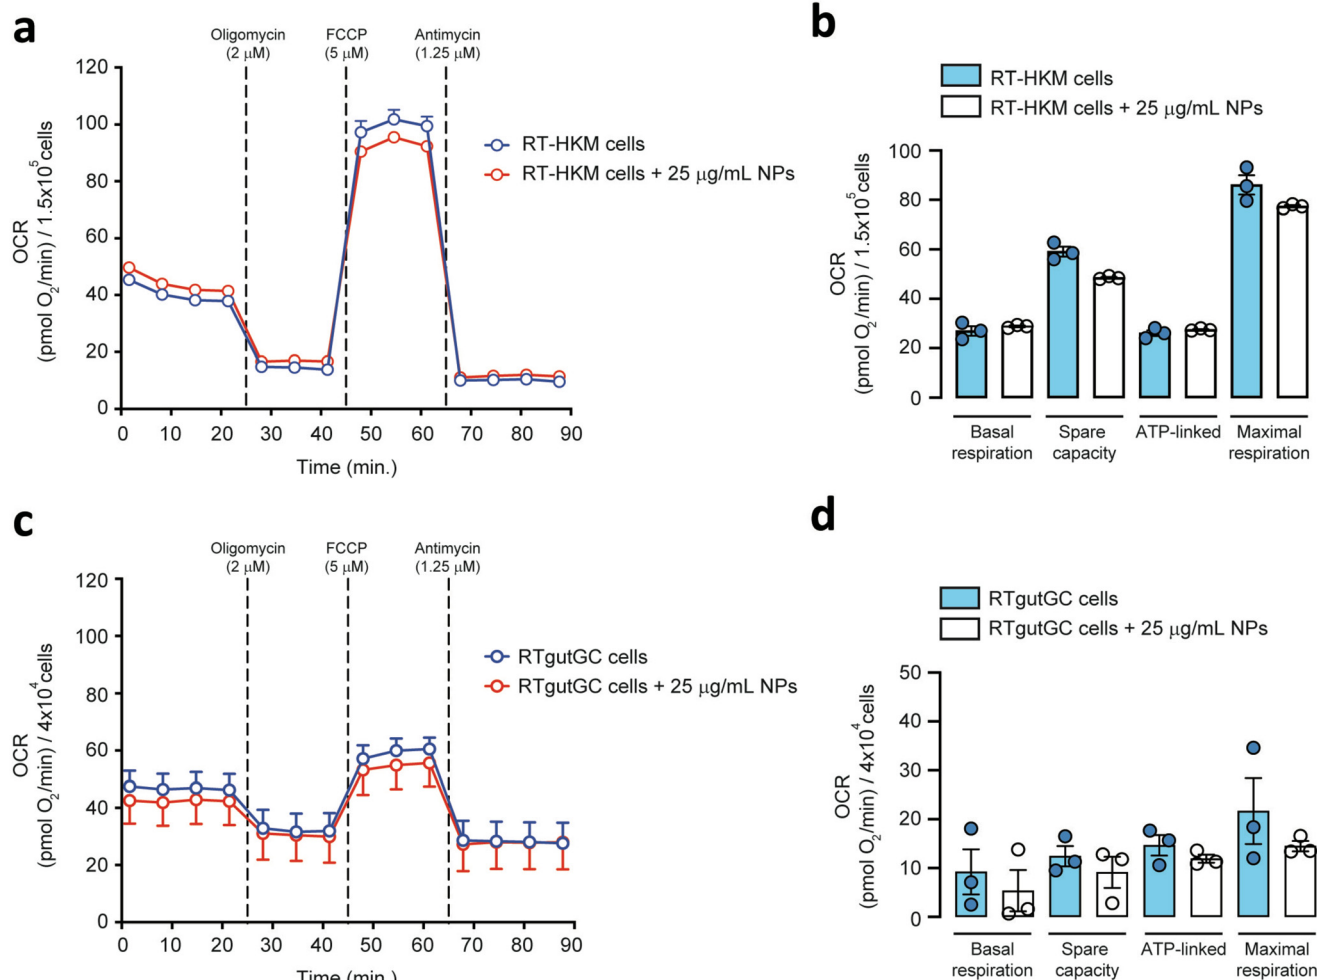 a
Oligomycin
(2 μM)
FCCP
(5 μM)
Antimycin
(1.25 μM)
120
100
80
60
40
20
0
OCR
(pmol O2/min) / 1.5x10^5 cells
0 10 20 30 40 50 60 70 80 90
Time (min.)
RT-HKM cells
RT-HKM cells + 25 μg/mL NPs
b
RT-HKM cells
RT-HKM cells + 25 μg/mL NPs
100
80
60
40
20
0
OCR
(pmol O2/min) / 1.5x10^5 cells
Basal
respiration
Spare
capacity
ATP-linked
Maximal
respiration
c
Oligomycin
(2 μM)
FCCP
(5 μM)
Antimycin
(1.25 μM)
120
100
80
60
40
20
0
OCR
(pmol O2/min) / 4x10^4 cells
0 10 20 30 40 50 60 70 80 90
Time (min.)
RTgutGC cells
RTgutGC cells + 25 μg/mL NPs
d
RTgutGC cells
RTgutGC cells + 25 μg/mL NPs
50
40
30
20
10
0
OCR
(pmol O2/min) / 4x10^4 cells
Basal
respiration
Spare
capacity
ATP-linked
Maximal
respiration